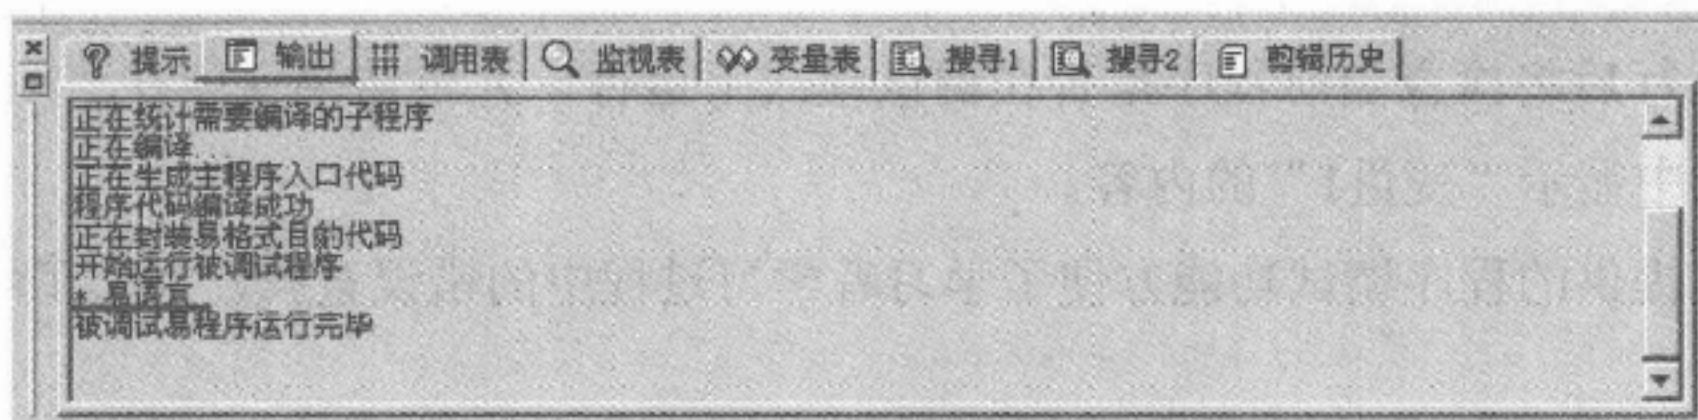 提示 输出 调用表 监视表 变量表 搜寻1 搜寻2 剪辑历史
正在统计需要编译的子程序
正在编译...
正在生成主程序入口代码
程序代码编译成功
正在封装易格式目的代码
开始运行被调试程序
* 易语言。
被调试易程序运行完毕